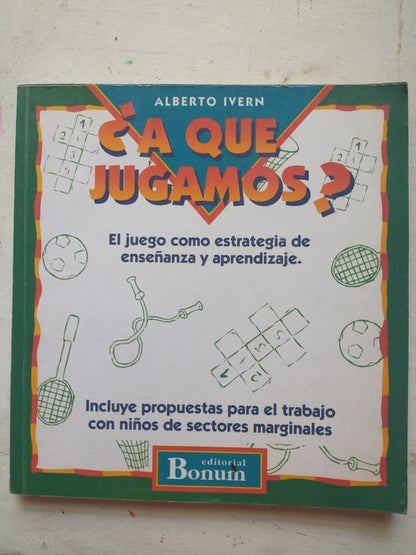 ALBERTO IVERN
¿A QUE
JUGAMOS?
El juego como estrategia de
enseñanza y aprendizaje.
Incluye propuestas para el trabajo
con niños de sectores marginales
editorial
Bonum